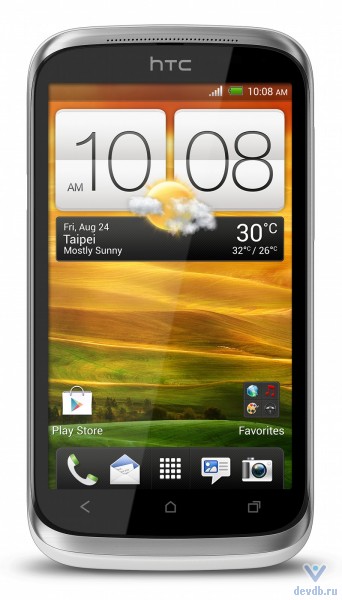 hTC
10:08 AM
AM 10 08
Fri, Aug 24
Taipei
Mostly Sunny
30°C
32°C / 26°C
Play Store
Favorites
devdb.ru